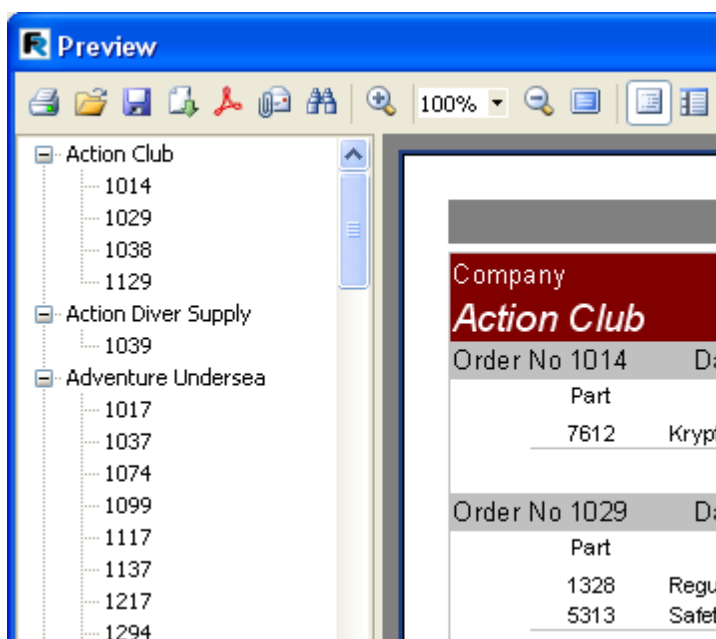 Preview
100%
Action Club
1014
1029
1038
1129
Action Diver Supply
1039
Adventure Undersea
1017
1037
1074
1099
1117
1137
1217
1294
Company
Action Club
Order No 1014
Part
7612
Order No 1029
Part
1328
5313